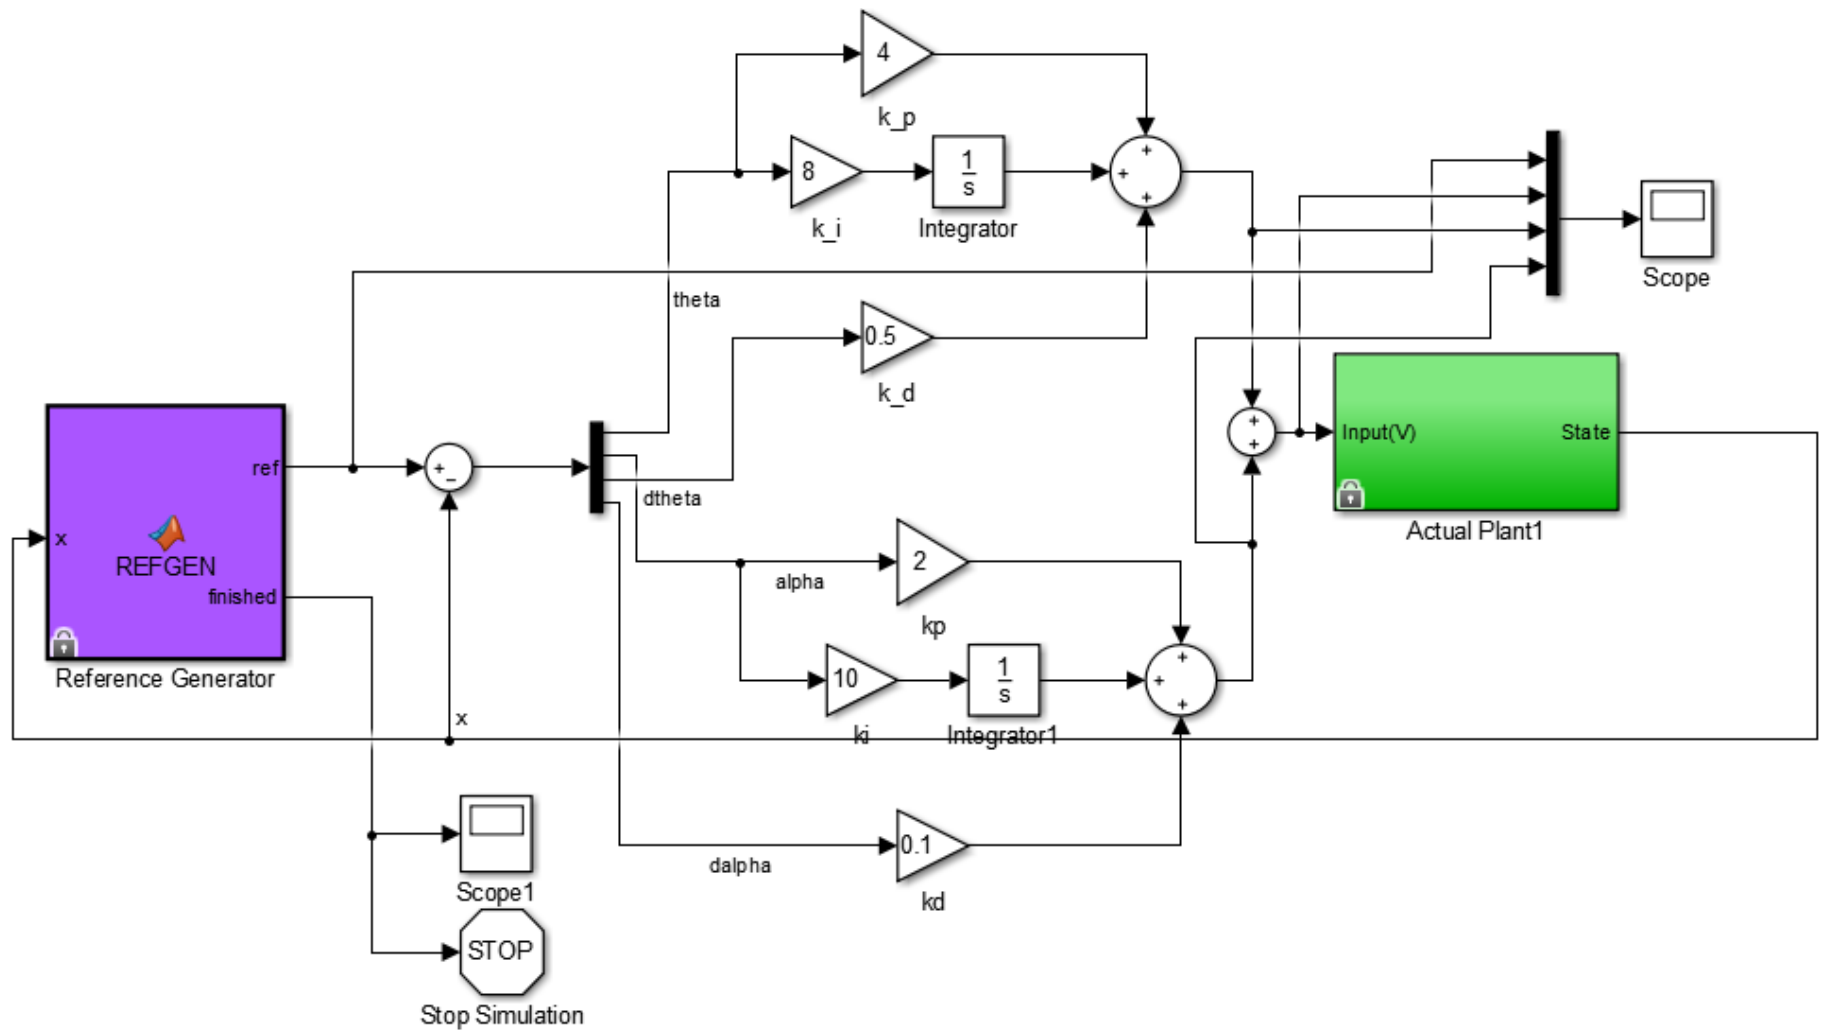 4
k_p
8
k_i
1
s
Integrator
+
+
+
Scope
theta
0.5
k_d
ref
+
−
dtheta
+
+
Input(V)
State
Actual Plant1
x
REFGEN
finished
Reference Generator
alpha
2
kp
10
ki
1
s
Integrator1
+
+
+
x
dalpha
0.1
kd
Scope1
STOP
Stop Simulation